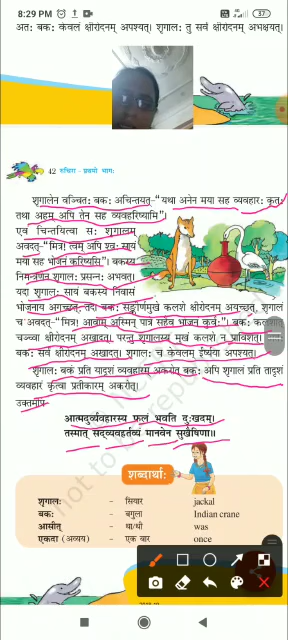 8:29 PM
37
अतः बकः केवलं क्षीरोदनम् अपश्यत्। शृगालः तु सर्वं क्षीरोदनम् अभक्षयत्।
42 रुचिरा - प्रथमो भागः
शृगालेन वञ्चितः बकः अचिन्तयत्-"यथा अनेन मया सह व्यवहारः कृतः
तथा अहम् अपि तेन सह व्यवहरिष्यामि"।
एवं चिन्तयित्वा सः शृगालम्
अवदत्-"मित्र! त्वम् अपि श्वः सायं
मया सह भोजनं करिष्यसि"। बकस्य
निमन्त्रणेन शृगालः प्रसन्नः अभवत्।
यदा शृगालः सायं बकस्य निवासं
भोजनाय अगच्छत्, तदा बकः सङ्कीर्णमुखे कलशे क्षीरोदनम् अयच्छत्, शृगालं
च अवदत्-"मित्र! आवाम् अस्मिन् पात्रे सहैव भोजनं कुर्वः"। बकः कलशात्
चञ्च्वा क्षीरोदनम् अखादत्। परन्तु शृगालस्य मुखं कलशे न प्राविशत्।
बकः सर्वं क्षीरोदनम् अखादत्। शृगालः च केवलम् ईर्ष्यया अपश्यत्।
शृगालः बकं प्रति यादृशं व्यवहारम् अकरोत् बकः अपि शृगालं प्रति तादृशं
व्यवहारं कृत्वा प्रतीकारम् अकरोत्।
उक्तमपि-
आत्मदुर्व्यवहारस्य फलं भवति दुःखदम्।
तस्मात् सद्व्यवहर्तव्यं मानवेन सुखैषिणा॥
शब्दार्थाः
शृगालः - सियार jackal
बकः - बगुला Indian crane
आसीत् - था/थी was
एकदा (अव्यय) - एक बार once